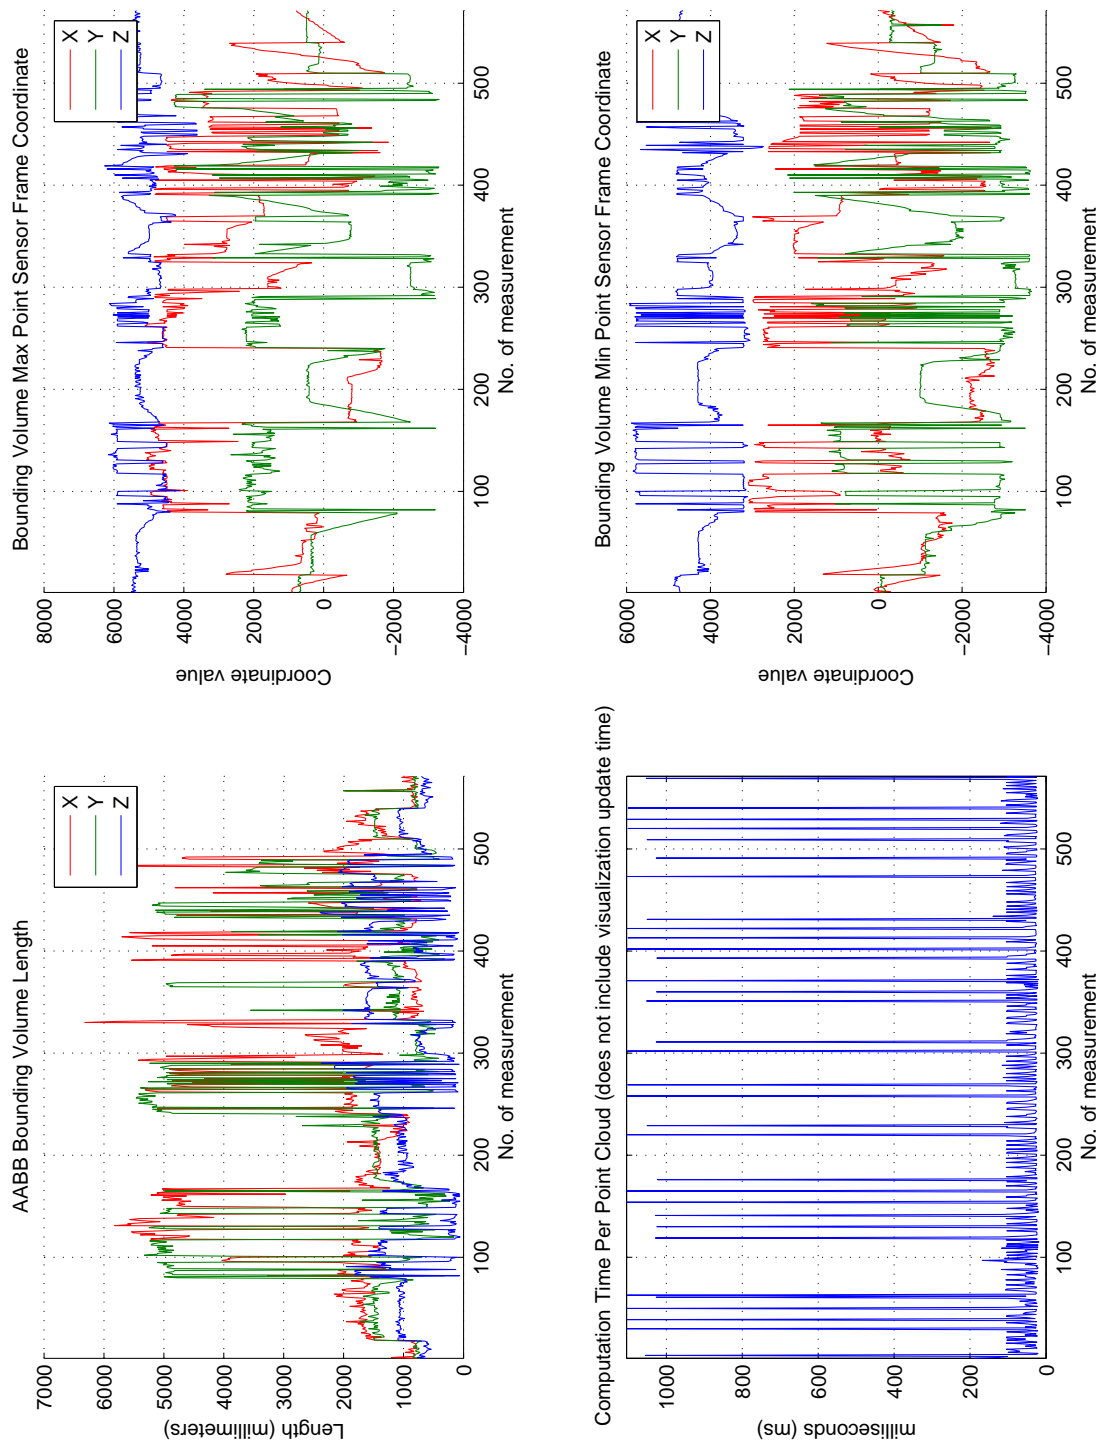 AABB Bounding Volume Length
Length (millimeters)
7000
6000
5000
4000
3000
2000
1000
0
100
200
300
400
500
No. of measurement
X
Y
Z
Bounding Volume Max Point Sensor Frame Coordinate
Coordinate value
8000
6000
4000
2000
0
−2000
−4000
100
200
300
400
500
No. of measurement
X
Y
Z
Computation Time Per Point Cloud (does not include visualization update time)
milliseconds (ms)
1000
800
600
400
200
0
100
200
300
400
500
No. of measurement
Bounding Volume Min Point Sensor Frame Coordinate
Coordinate value
6000
4000
2000
0
−2000
−4000
100
200
300
400
500
No. of measurement
X
Y
Z